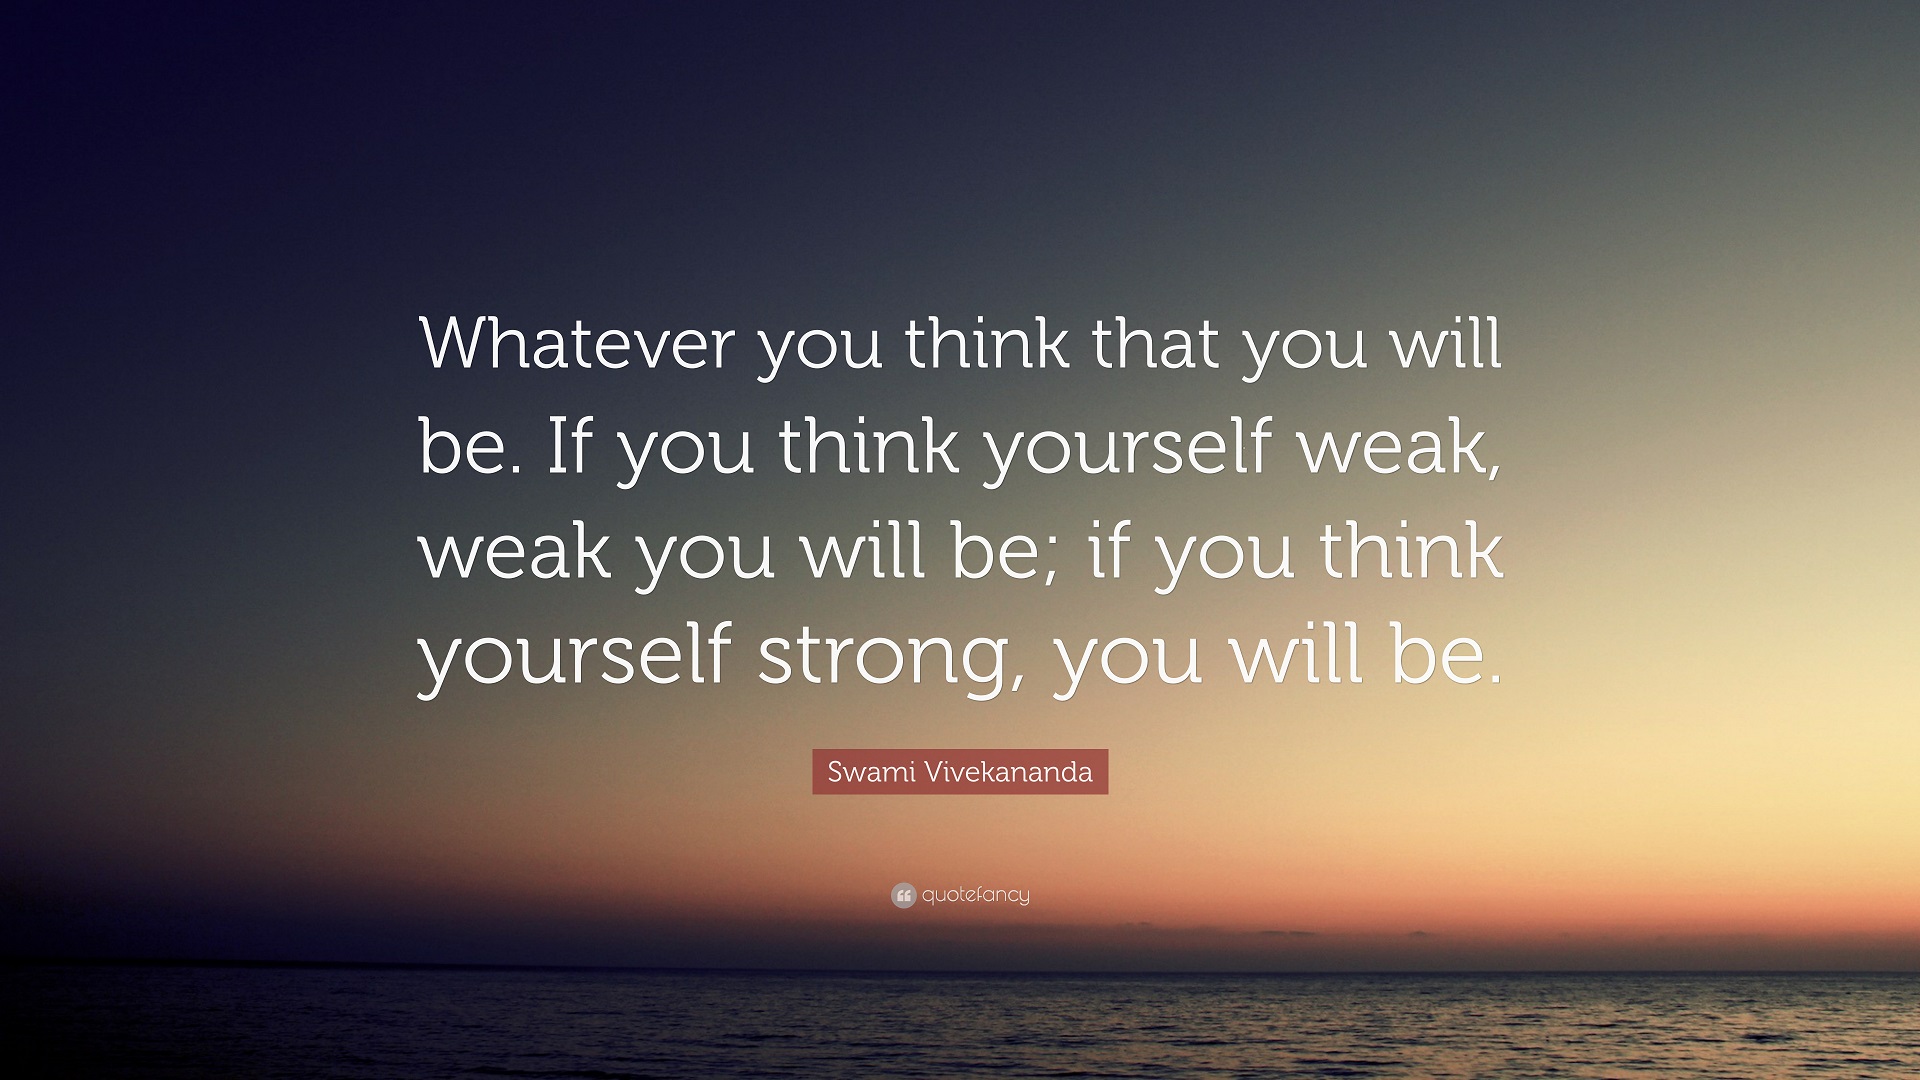 Whatever you think that you will
be. If you think yourself weak,
weak you will be; if you think
yourself strong, you will be.
Swami Vivekananda
quotefancy